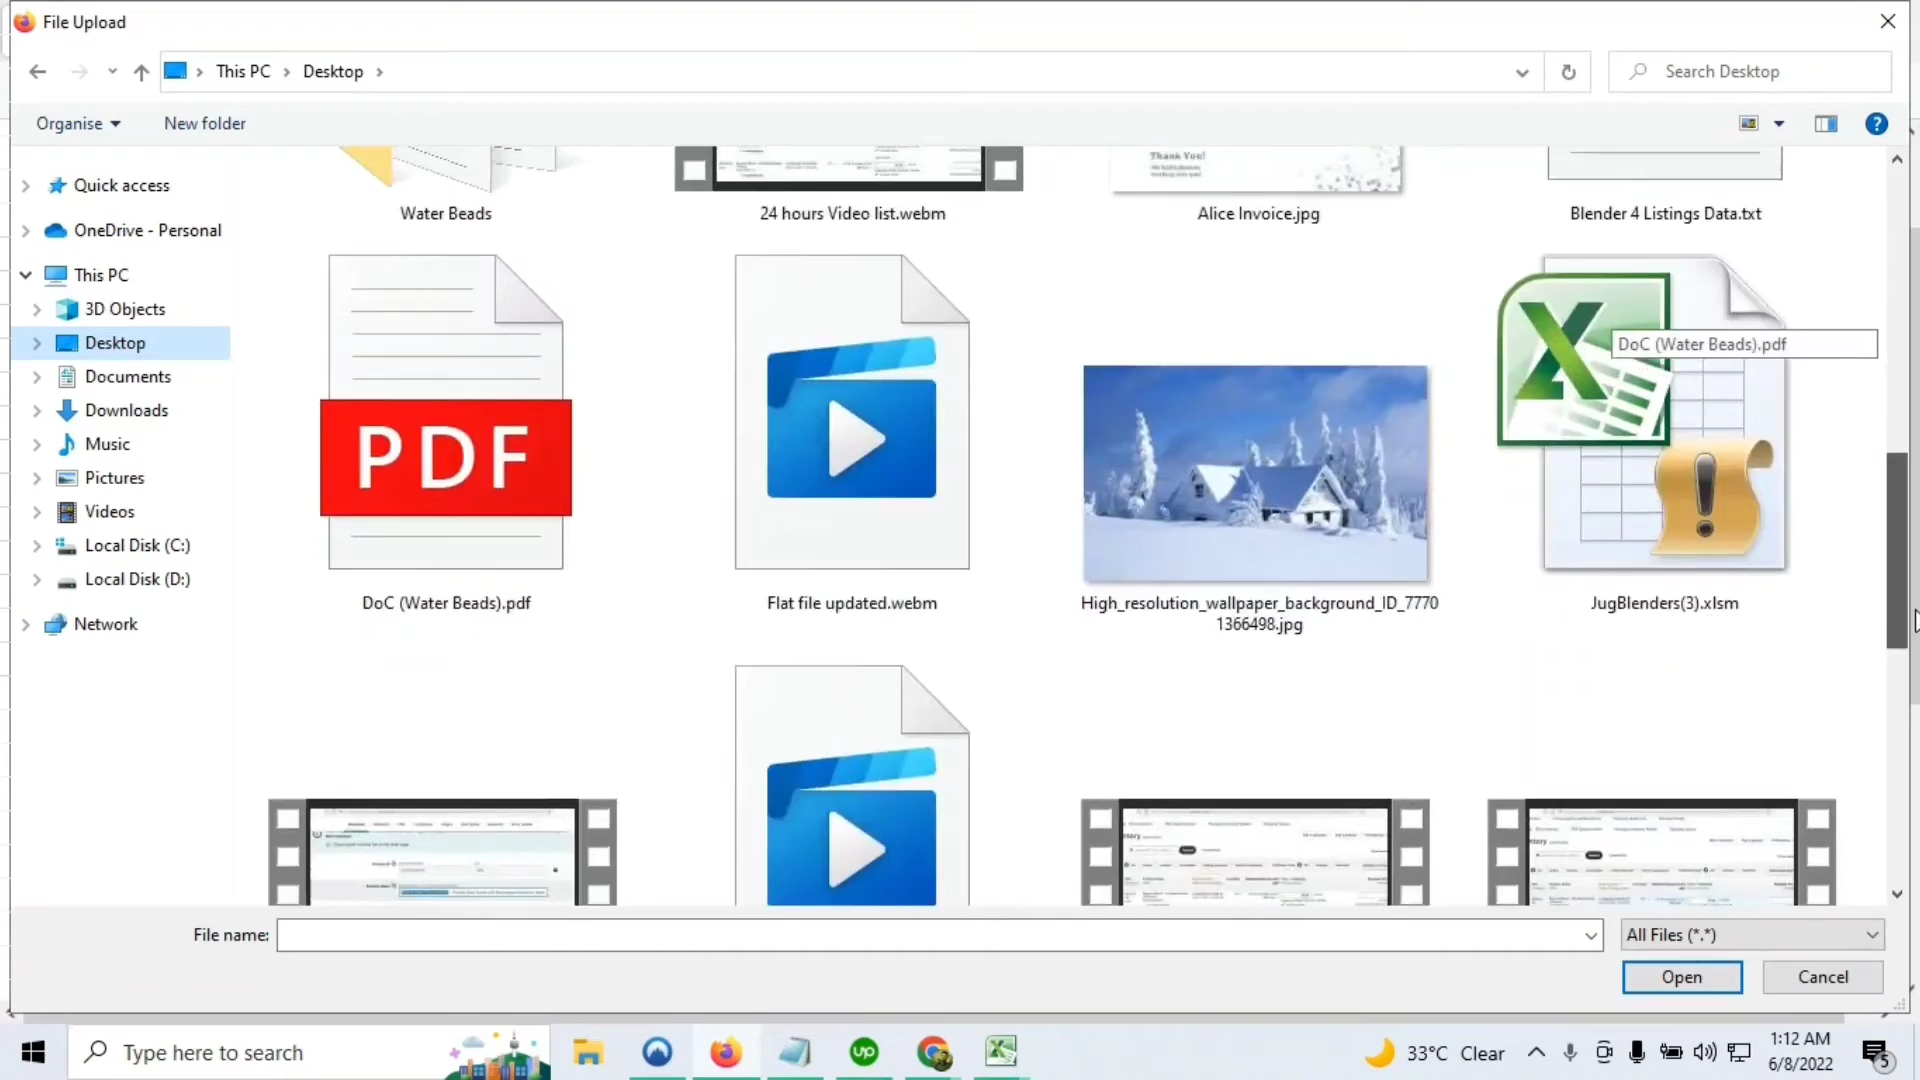 File Upload
This PC
Desktop
Search Desktop
Organise
New folder
Quick access
OneDrive - Personal
This PC
3D Objects
Desktop
Documents
Downloads
Music
Pictures
Videos
Local Disk (C:)
Local Disk (D:)
Network
Thank You!
Water Beads
24 hours Video list.webm
Alice Invoice.jpg
Blender 4 Listings Data.txt
DoC (Water Beads).pdf
PDF
DoC (Water Beads).pdf
Flat file updated.webm
High_resolution_wallpaper_background_ID_7770
1366498.jpg
JugBlenders(3).xlsm
File name:
All Files (*.*)
Open
Cancel
Type here to search
up
33°C Clear
1:12 AM
6/8/2022
5